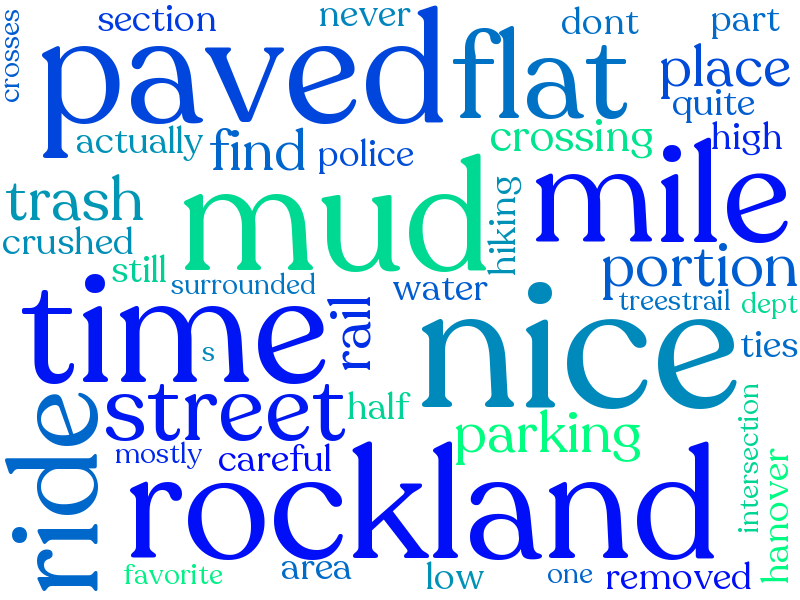 crosses
section
never
dont
part
paved
flat
place
quite
actually
find
police
crossing
high
trash
mud
hiking
mile
crushed
still
surrounded
water
portion
treestrail
dept
time
s
rail
nice
ties
ride
street
half
parking
intersection
mostly
careful
hanover
rockland
favorite
area
low
one
removed